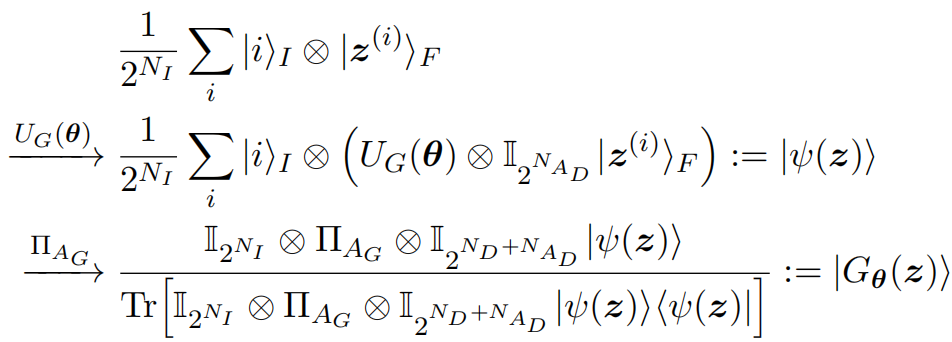 \frac{1}{2^{N_I}} \sum_i |i\rangle_I \otimes |\boldsymbol{z}^{(i)}\rangle_F
\xrightarrow{U_G(\boldsymbol{\theta})} \frac{1}{2^{N_I}} \sum_i |i\rangle_I \otimes \left( U_G(\boldsymbol{\theta}) \otimes \mathbb{I}_{2^{N_{A_D}}} |\boldsymbol{z}^{(i)}\rangle_F \right) := |\psi(\boldsymbol{z})\rangle
\xrightarrow{\Pi_{A_G}} \frac{\mathbb{I}_{2^{N_I}} \otimes \Pi_{A_G} \otimes \mathbb{I}_{2^{N_D+N_{A_D}}} |\psi(\boldsymbol{z})\rangle}{\mathrm{Tr}\left[\mathbb{I}_{2^{N_I}} \otimes \Pi_{A_G} \otimes \mathbb{I}_{2^{N_D+N_{A_D}}} |\psi(\boldsymbol{z})\rangle\langle\psi(\boldsymbol{z})|\right]} := |G_{\boldsymbol{\theta}}(\boldsymbol{z})\rangle